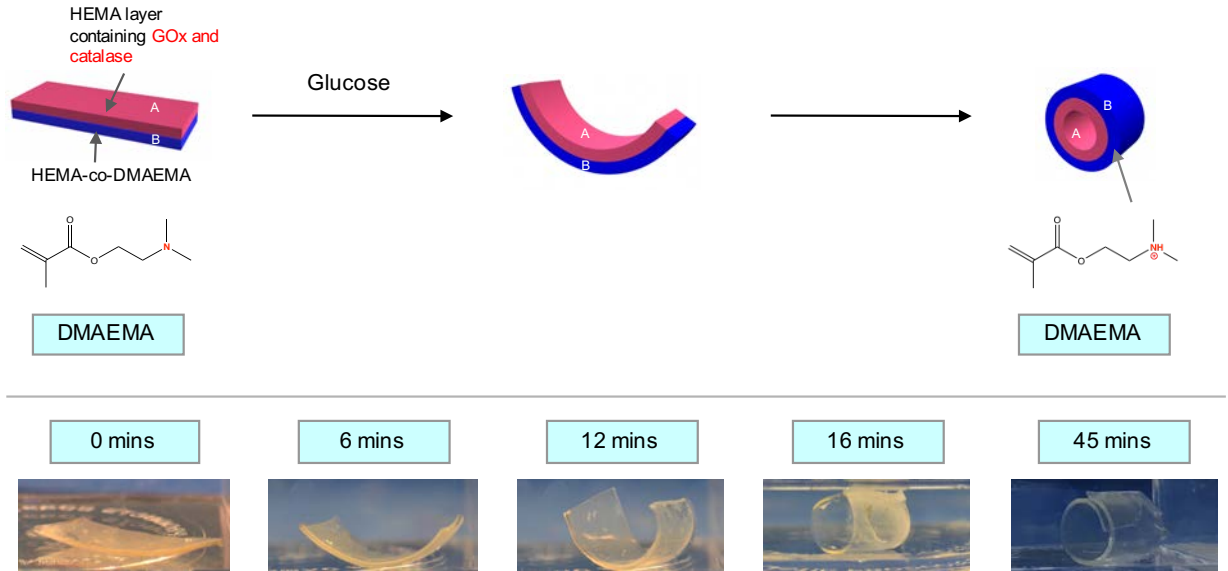 HEMA layer
containing GOx and
catalase
Glucose
A
B
A
B
B
A
HEMA-co-DMAEMA
O
O
N
O
O
NH
⊕
DMAEMA
DMAEMA
0 mins
6 mins
12 mins
16 mins
45 mins